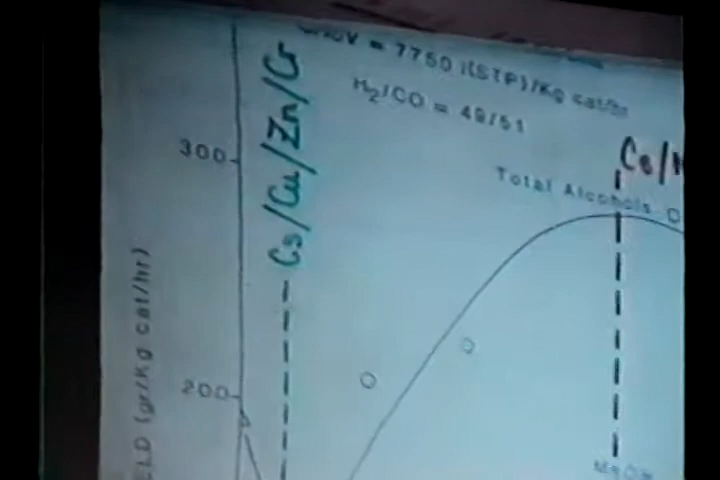 = 7750 l(STP)/Kg cat/hr
H₂/CO = 49/51
Cs/Cu/Zn/Cr
300
Total Alcohols
200
(gr/Kg cat/hr)